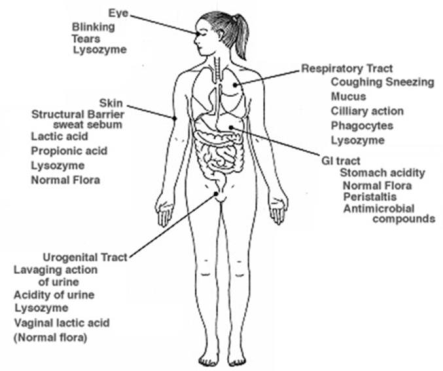 Eye
Blinking
Tears
Lysozyme
Respiratory Tract
Coughing Sneezing
Mucus
Cilliary action
Phagocytes
Lysozyme
Skin
Structural Barrier
sweat sebum
Lactic acid
Propionic acid
Lysozyme
Normal Flora
GI tract
Stomach acidity
Normal Flora
Peristaltis
Antimicrobial
compounds
Urogenital Tract
Lavaging action
of urine
Acidity of urine
Lysozyme
Vaginal lactic acid
(Normal flora)